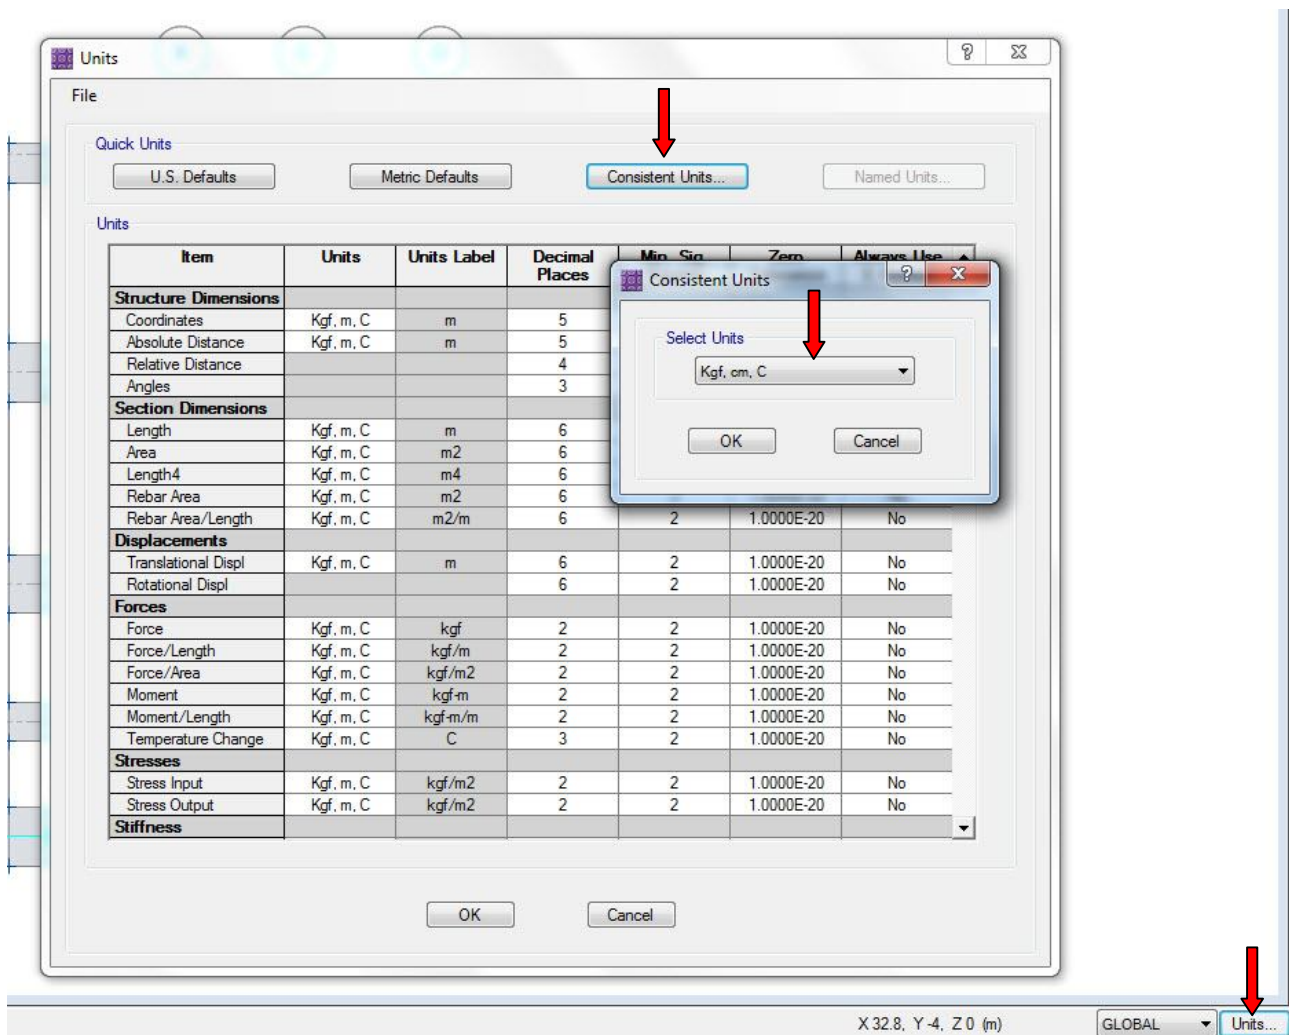 Units
File
Quick Units
U.S. Defaults Metric Defaults Consistent Units... Named Units...
Units
Item Units Units Label Decimal Places Min. Sig. Zero Always Use
Structure Dimensions
Coordinates Kgf, m, C m 5
Absolute Distance Kgf, m, C m 5
Relative Distance 4
Angles 3
Section Dimensions
Length Kgf, m, C m 6
Area Kgf, m, C m2 6
Length4 Kgf, m, C m4 6
Rebar Area Kgf, m, C m2 6
Rebar Area/Length Kgf, m, C m2/m 6 2 1.0000E-20 No
Displacements
Translational Displ Kgf, m, C m 6 2 1.0000E-20 No
Rotational Displ 6 2 1.0000E-20 No
Forces
Force Kgf, m, C kgf 2 2 1.0000E-20 No
Force/Length Kgf, m, C kgf/m 2 2 1.0000E-20 No
Force/Area Kgf, m, C kgf/m2 2 2 1.0000E-20 No
Moment Kgf, m, C kgf-m 2 2 1.0000E-20 No
Moment/Length Kgf, m, C kgf-m/m 2 2 1.0000E-20 No
Temperature Change Kgf, m, C C 3 2 1.0000E-20 No
Stresses
Stress Input Kgf, m, C kgf/m2 2 2 1.0000E-20 No
Stress Output Kgf, m, C kgf/m2 2 2 1.0000E-20 No
Stiffness
OK Cancel
Consistent Units
Select Units
Kgf, cm, C
OK Cancel
X 32.8, Y -4, Z 0 (m) GLOBAL Units...